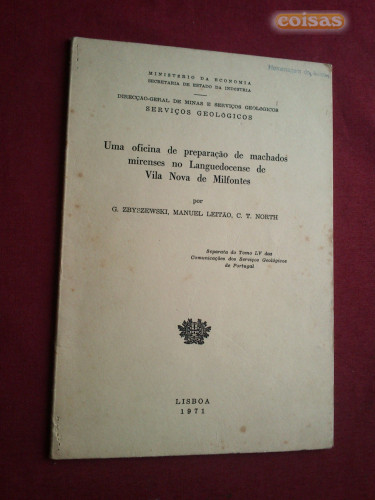 coisas
MINISTERIO DA ECONOMIA
SECRETARIA DE ESTADO DA INDUSTRIA
DIRECÇÃO-GERAL DE MINAS E SERVIÇOS GEOLÓGICOS
SERVIÇOS GEOLÓGICOS
Uma oficina de preparação de machados
mirenses no Languedocense de
Vila Nova de Milfontes
por
G. ZBYSZEWSKI, MANUEL LEITÃO, C. T. NORTH
Separata do Tomo LV das
Comunicações dos Serviços Geológicos
de Portugal
LISBOA
1971